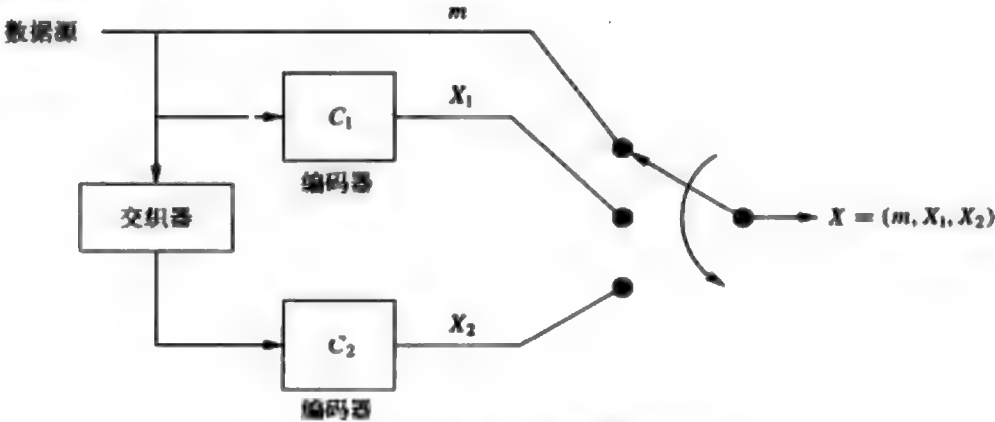 m
数据源
X₁
C₁
编码器
交织器
X = (m, X₁, X₂)
X₂
C₂
编码器